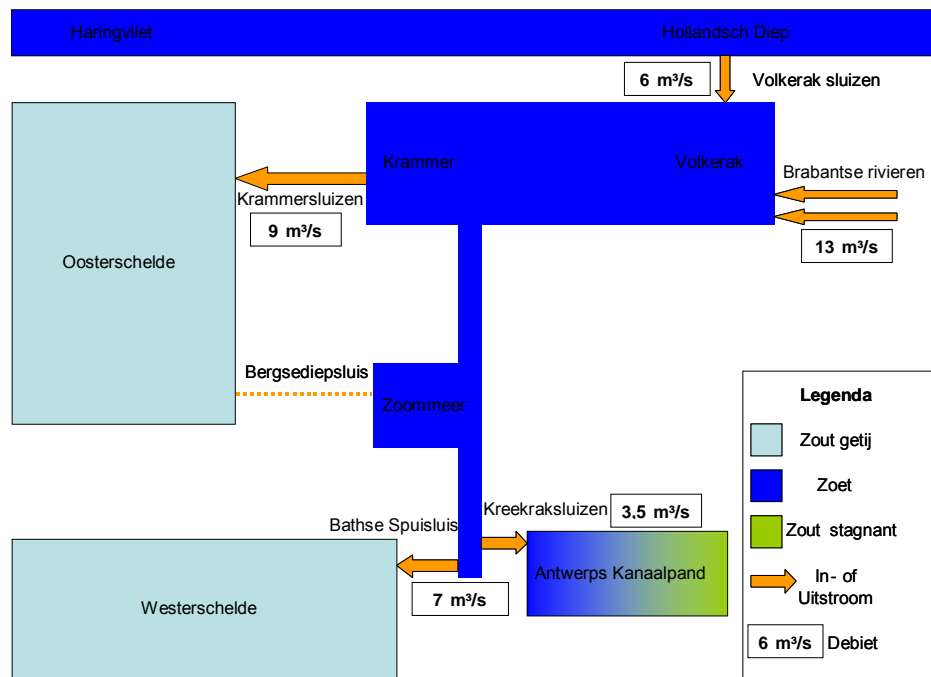 Haringvliet
Hollandsch Diep
6 m³/s
Volkerak sluizen
Krammer
Volkerak
Brabantse rivieren
13 m³/s
Krammersluizen
9 m³/s
Oosterschelde
Bergsediepsluis
Zoommeer
Kreekraksluizen
3,5 m³/s
Bathse Spuisluis
7 m³/s
Antwerps Kanaalpand
Westerschelde
Legenda
Zout getij
Zoet
Zout stagnant
In- of
Uitstroom
6 m³/s
Debiet